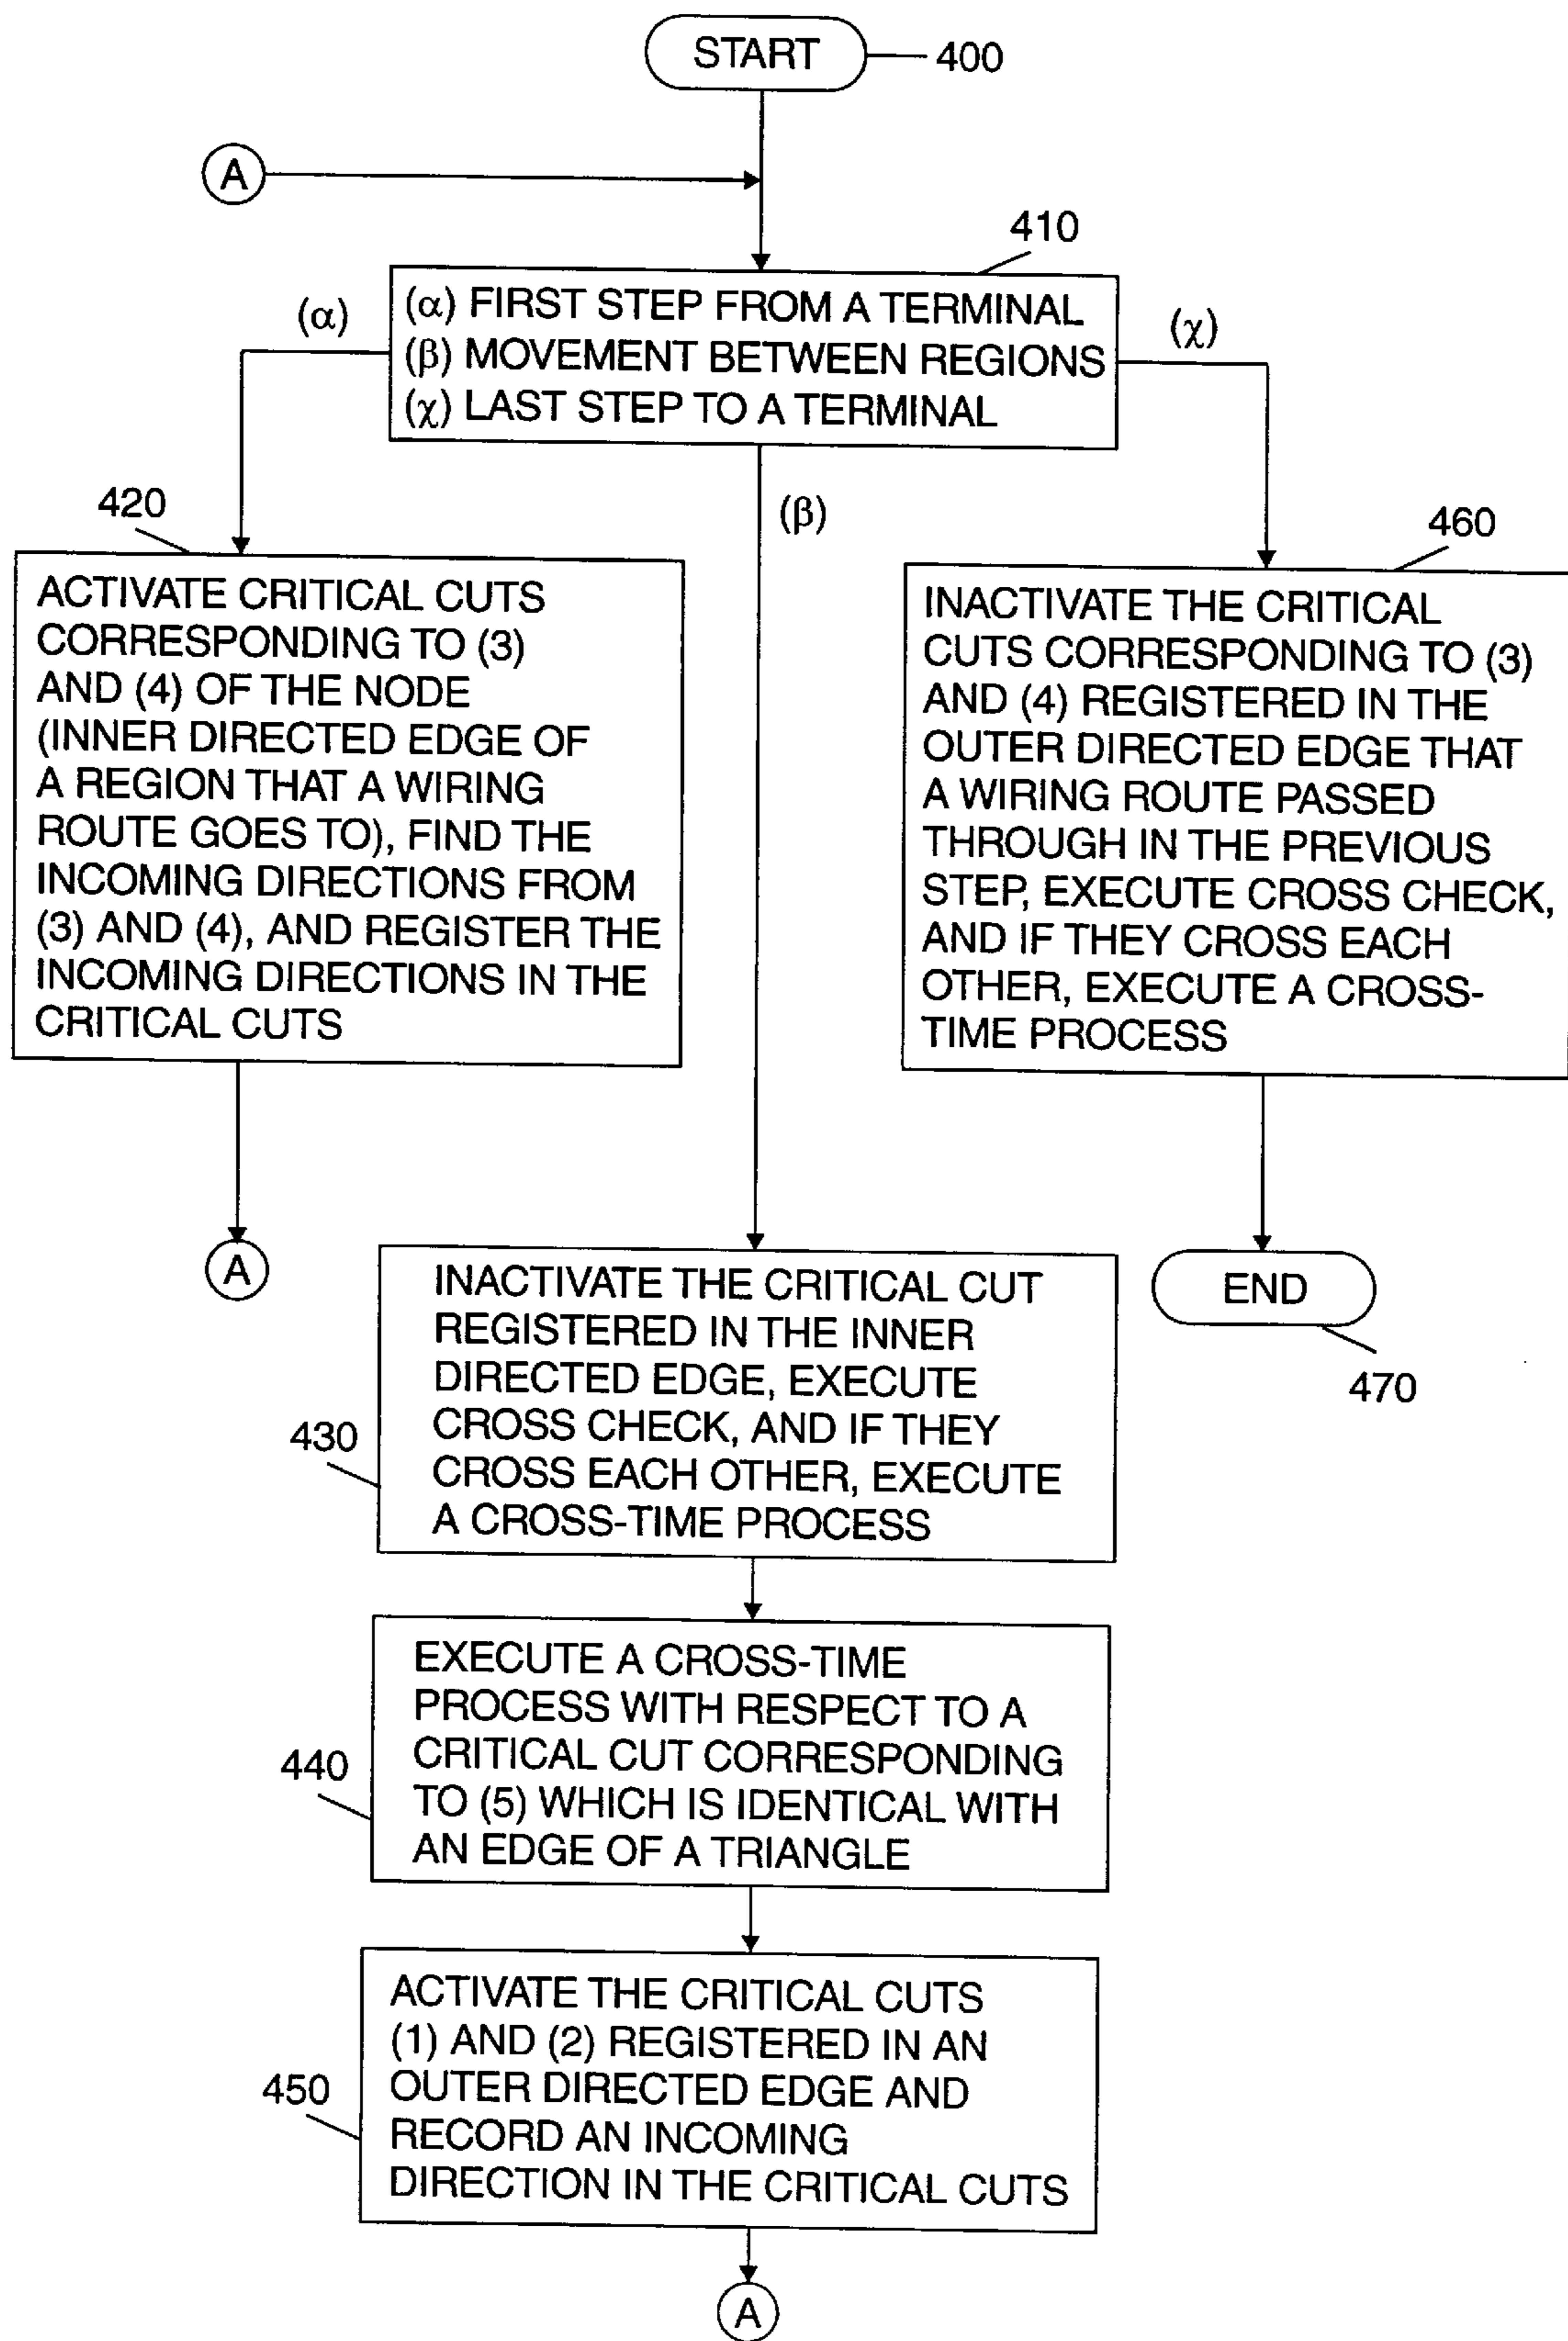 START
400
A
410
(α)
(α) FIRST STEP FROM A TERMINAL
(β) MOVEMENT BETWEEN REGIONS
(χ) LAST STEP TO A TERMINAL
(χ)
420
(β)
460
ACTIVATE CRITICAL CUTS
CORRESPONDING TO (3)
AND (4) OF THE NODE
(INNER DIRECTED EDGE OF
A REGION THAT A WIRING
ROUTE GOES TO), FIND THE
INCOMING DIRECTIONS FROM
(3) AND (4), AND REGISTER THE
INCOMING DIRECTIONS IN THE
CRITICAL CUTS
INACTIVATE THE CRITICAL
CUTS CORRESPONDING TO (3)
AND (4) REGISTERED IN THE
OUTER DIRECTED EDGE THAT
A WIRING ROUTE PASSED
THROUGH IN THE PREVIOUS
STEP, EXECUTE CROSS CHECK,
AND IF THEY CROSS EACH
OTHER, EXECUTE A CROSS-
TIME PROCESS
A
END
470
430
INACTIVATE THE CRITICAL CUT
REGISTERED IN THE INNER
DIRECTED EDGE, EXECUTE
CROSS CHECK, AND IF THEY
CROSS EACH OTHER, EXECUTE
A CROSS-TIME PROCESS
440
EXECUTE A CROSS-TIME
PROCESS WITH RESPECT TO A
CRITICAL CUT CORRESPONDING
TO (5) WHICH IS IDENTICAL WITH
AN EDGE OF A TRIANGLE
450
ACTIVATE THE CRITICAL CUTS
(1) AND (2) REGISTERED IN AN
OUTER DIRECTED EDGE AND
RECORD AN INCOMING
DIRECTION IN THE CRITICAL CUTS
A